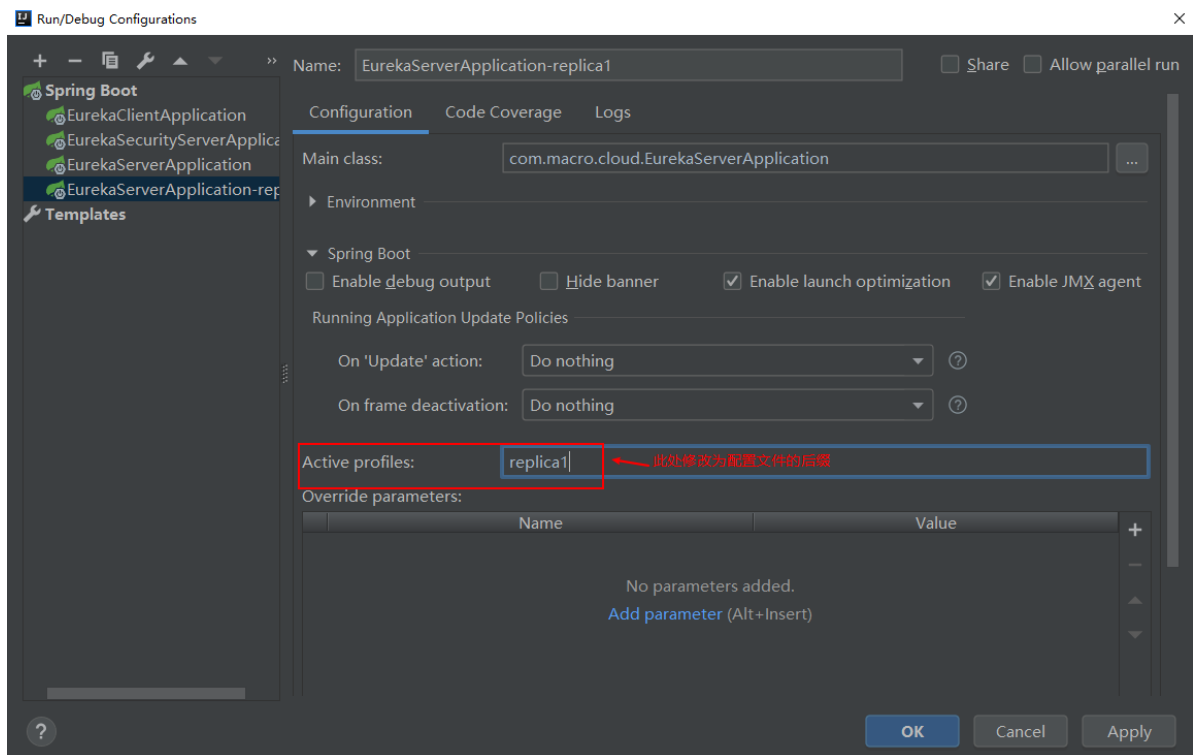 Run/Debug Configurations
Name: EurekaServerApplication-replica1
Share
Allow parallel run
Spring Boot
EurekaClientApplication
EurekaSecurityServerApplica
EurekaServerApplication
EurekaServerApplication-rep
Templates
Configuration
Code Coverage
Logs
Main class: com.macro.cloud.EurekaServerApplication
...
Environment
Spring Boot
Enable debug output
Hide banner
Enable launch optimization
Enable JMX agent
Running Application Update Policies
On 'Update' action: Do nothing
?
On frame deactivation: Do nothing
?
Active profiles: replica1 此处修改为配置文件的后缀
Override parameters:
Name Value
No parameters added.
Add parameter (Alt+Insert)
?
OK
Cancel
Apply